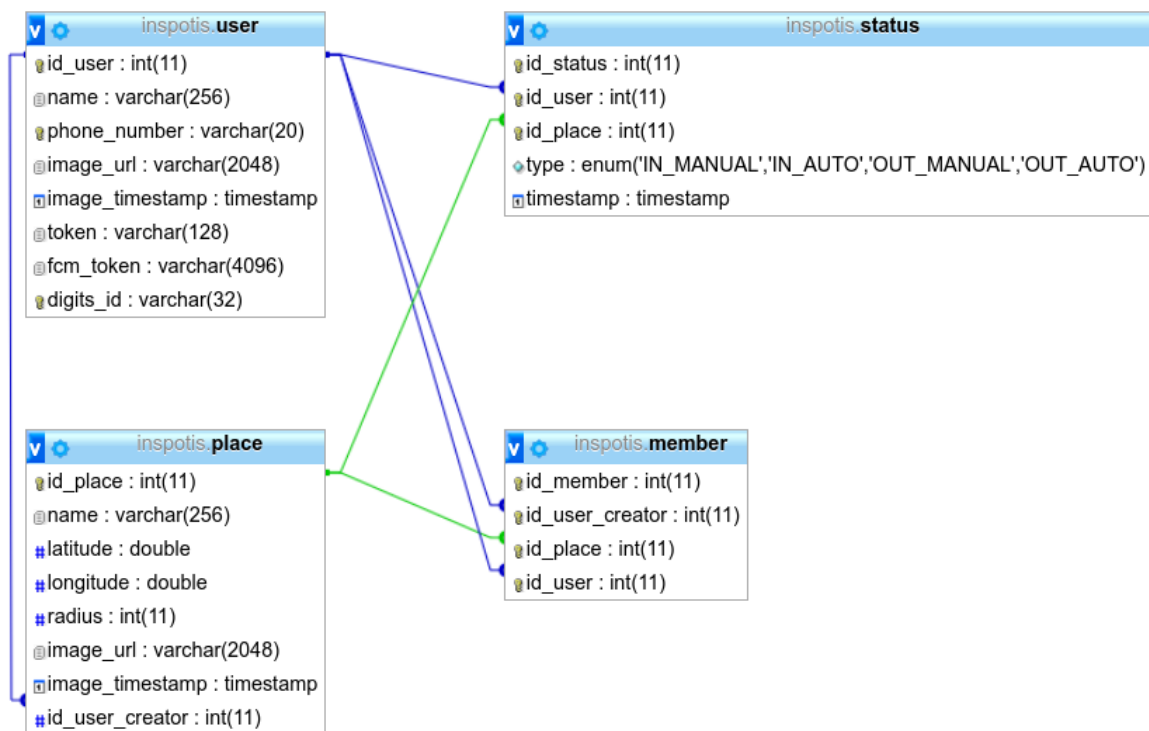 v inspotis.user
id_user : int(11)
name : varchar(256)
phone_number : varchar(20)
image_url : varchar(2048)
image_timestamp : timestamp
token : varchar(128)
fcm_token : varchar(4096)
digits_id : varchar(32)
v inspotis.status
id_status : int(11)
id_user : int(11)
id_place : int(11)
type : enum('IN_MANUAL','IN_AUTO','OUT_MANUAL','OUT_AUTO')
timestamp : timestamp
v inspotis.place
id_place : int(11)
name : varchar(256)
# latitude : double
# longitude : double
# radius : int(11)
image_url : varchar(2048)
image_timestamp : timestamp
# id_user_creator : int(11)
v inspotis.member
id_member : int(11)
id_user_creator : int(11)
id_place : int(11)
id_user : int(11)